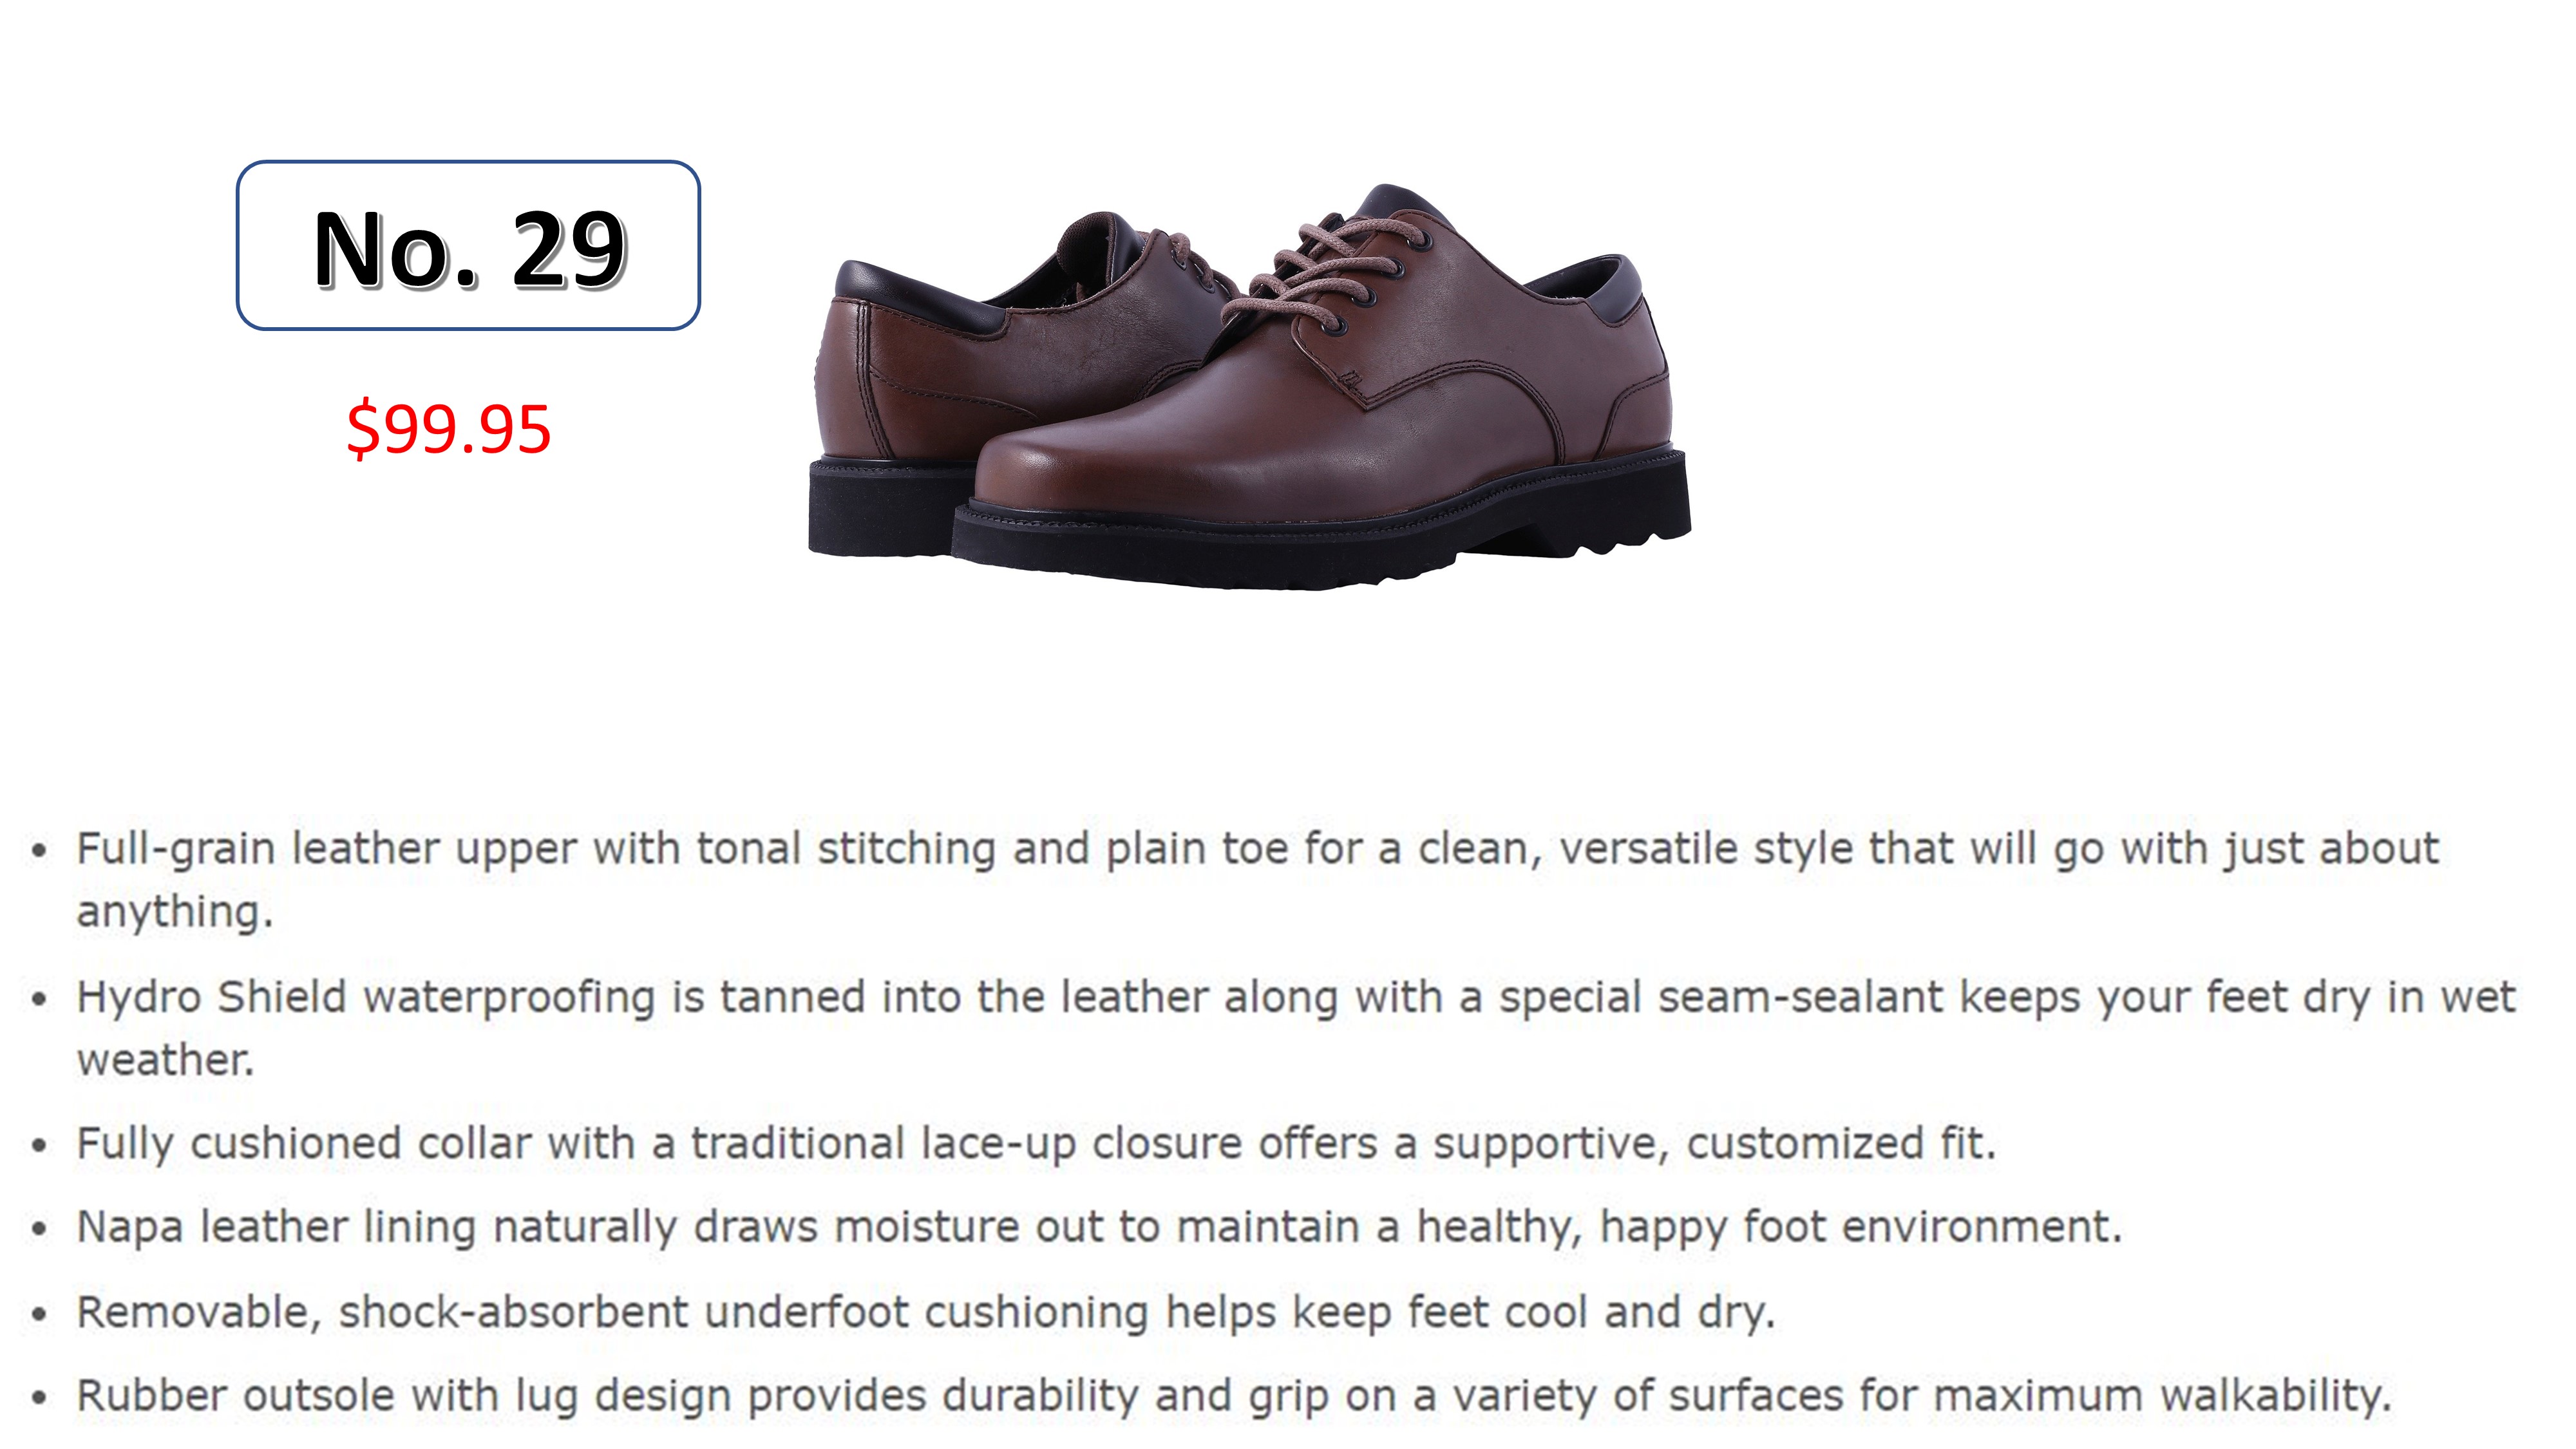 No. 29
$99.95
• Full-grain leather upper with tonal stitching and plain toe for a clean, versatile style that will go with just about
anything.
• Hydro Shield waterproofing is tanned into the leather along with a special seam-sealant keeps your feet dry in wet
weather.
• Fully cushioned collar with a traditional lace-up closure offers a supportive, customized fit.
• Napa leather lining naturally draws moisture out to maintain a healthy, happy foot environment.
• Removable, shock-absorbent underfoot cushioning helps keep feet cool and dry.
• Rubber outsole with lug design provides durability and grip on a variety of surfaces for maximum walkability.